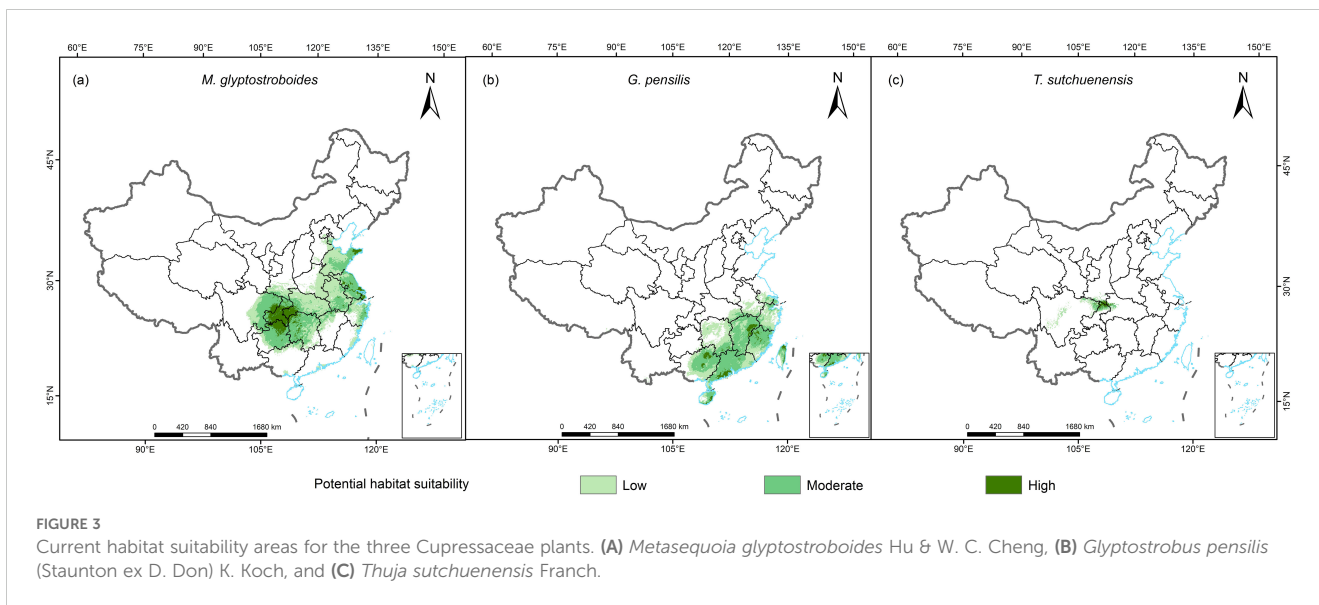 60°E 75°E 90°E 105°E 120°E 135°E 150°E 60°E 75°E 90°E 105°E 120°E 135°E 150°E 60°E 75°E 90°E 105°E 120°E 135°E 150°E
(a) M. glyptostroboides N (b) G. pensilis N (c) T. sutchuenensis N
45°N 45°N
30°N 30°N
15°N 15°N
0 420 840 1680 km 0 420 840 1680 km 0 420 840 1680 km
90°E 105°E 120°E 90°E 105°E 120°E 90°E 105°E 120°E
Potential habitat suitability Low Moderate High
FIGURE 3
Current habitat suitability areas for the three Cupressaceae plants. (A) Metasequoia glyptostroboides Hu & W. C. Cheng, (B) Glyptostrobus pensilis
(Staunton ex D. Don) K. Koch, and (C) Thuja sutchuenensis Franch.